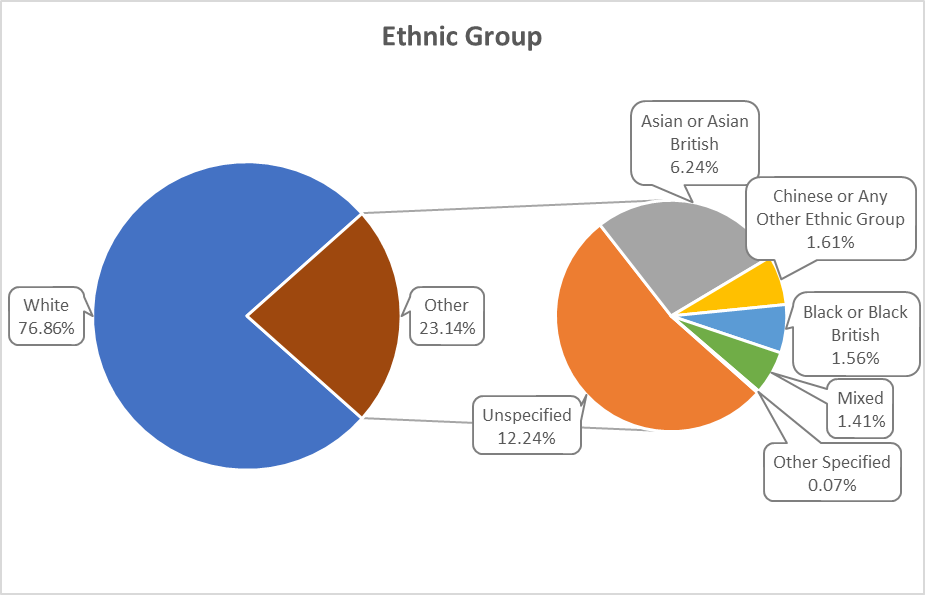 Ethnic Group
White
76.86%
Other
23.14%
Unspecified
12.24%
Asian or Asian
British
6.24%
Chinese or Any
Other Ethnic Group
1.61%
Black or Black
British
1.56%
Mixed
1.41%
Other Specified
0.07%